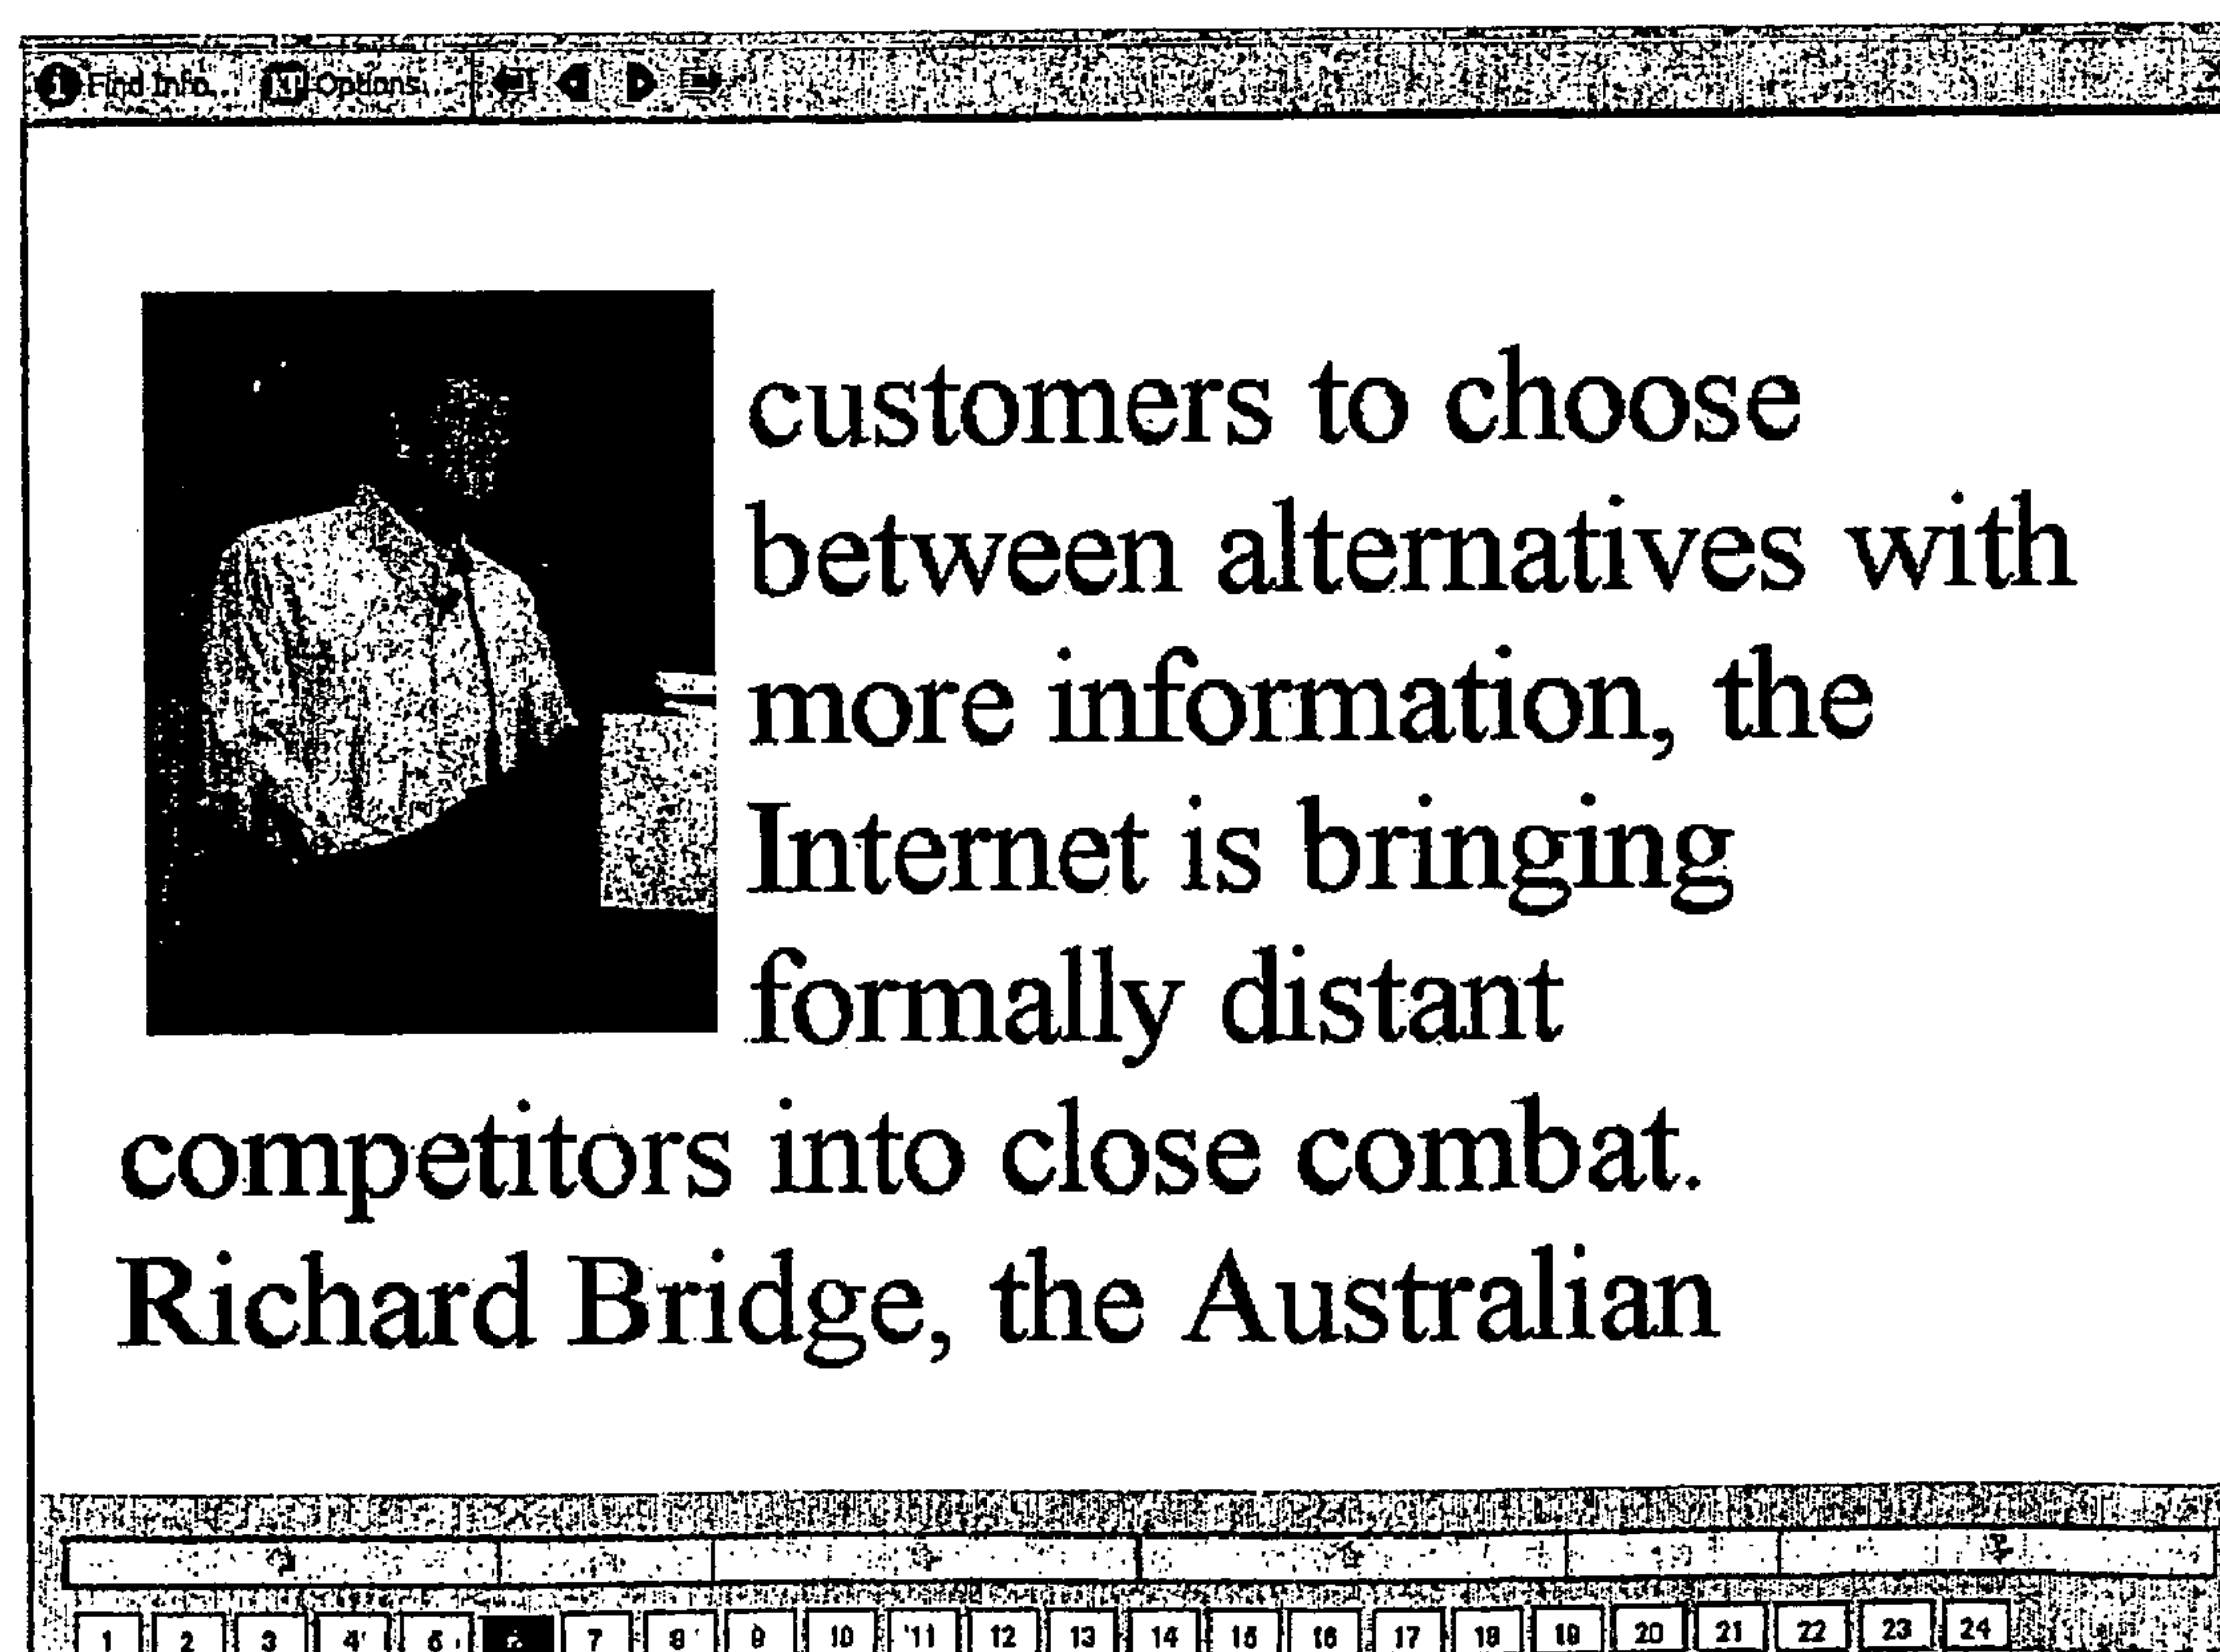 Find Info... Options...
customers to choose
between alternatives with
more information, the
Internet is bringing
formally distant
competitors into close combat.
Richard Bridge, the Australian
1 2 3 4 5 6 7 8 9 10 11 12 13 14 15 16 17 18 19 20 21 22 23 24